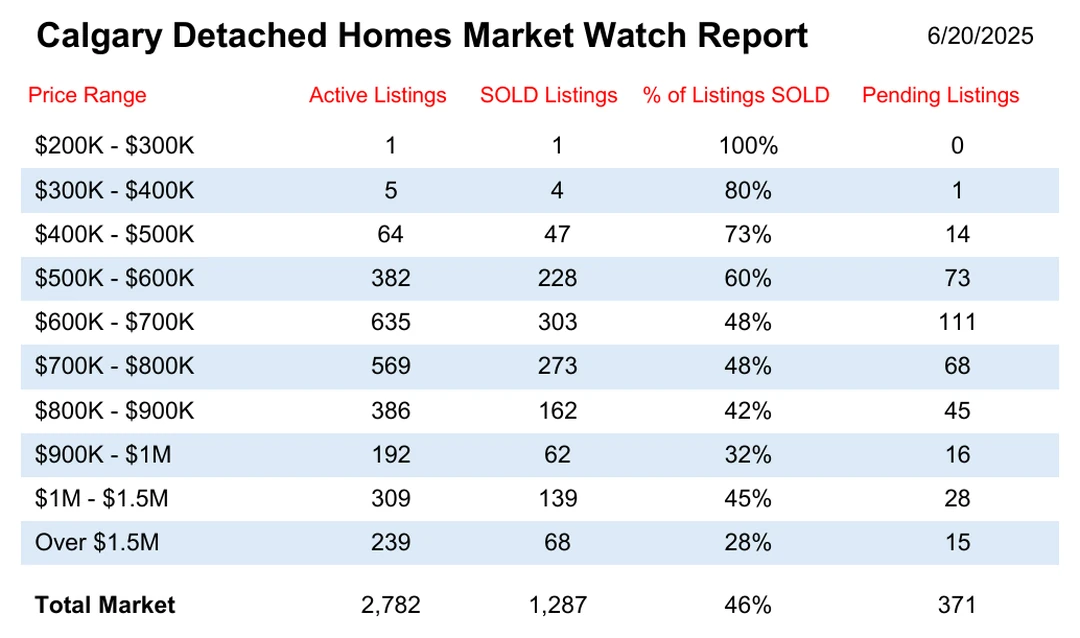 Calgary Detached Homes Market Watch Report 6/20/2025
Price Range Active Listings SOLD Listings % of Listings SOLD Pending Listings
$200K - $300K 1 1 100% 0
$300K - $400K 5 4 80% 1
$400K - $500K 64 47 73% 14
$500K - $600K 382 228 60% 73
$600K - $700K 635 303 48% 111
$700K - $800K 569 273 48% 68
$800K - $900K 386 162 42% 45
$900K - $1M 192 62 32% 16
$1M - $1.5M 309 139 45% 28
Over $1.5M 239 68 28% 15
Total Market 2,782 1,287 46% 371